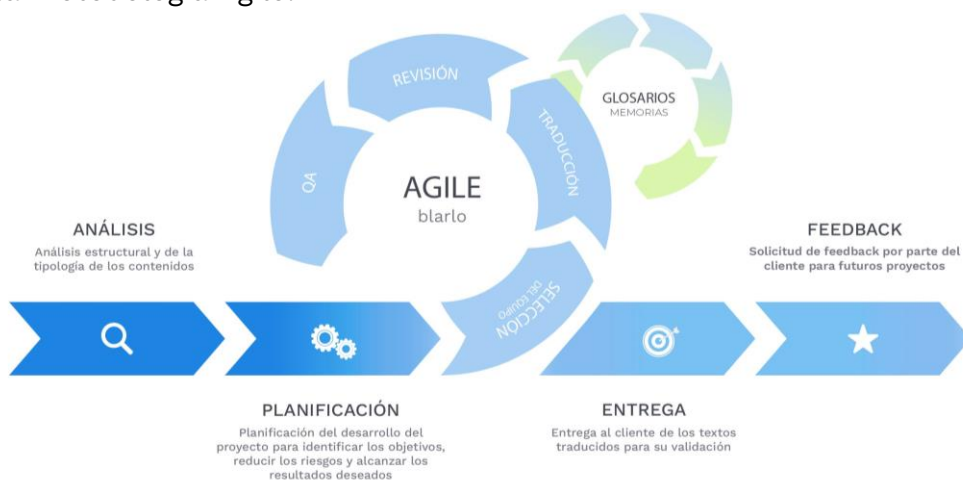 REVISIÓN
QA
TRADUCCIÓN
SELECCIÓN
DEL EQUIPO
AGILE
blarlo
GLOSARIOS
MEMORIAS
ANÁLISIS
Análisis estructural y de la
tipología de los contenidos
FEEDBACK
Solicitud de feedback por parte del
cliente para futuros proyectos
PLANIFICACIÓN
Planificación del desarrollo del
proyecto para identificar los objetivos,
reducir los riesgos y alcanzar los
resultados deseados
ENTREGA
Entrega al cliente de los textos
traducidos para su validación